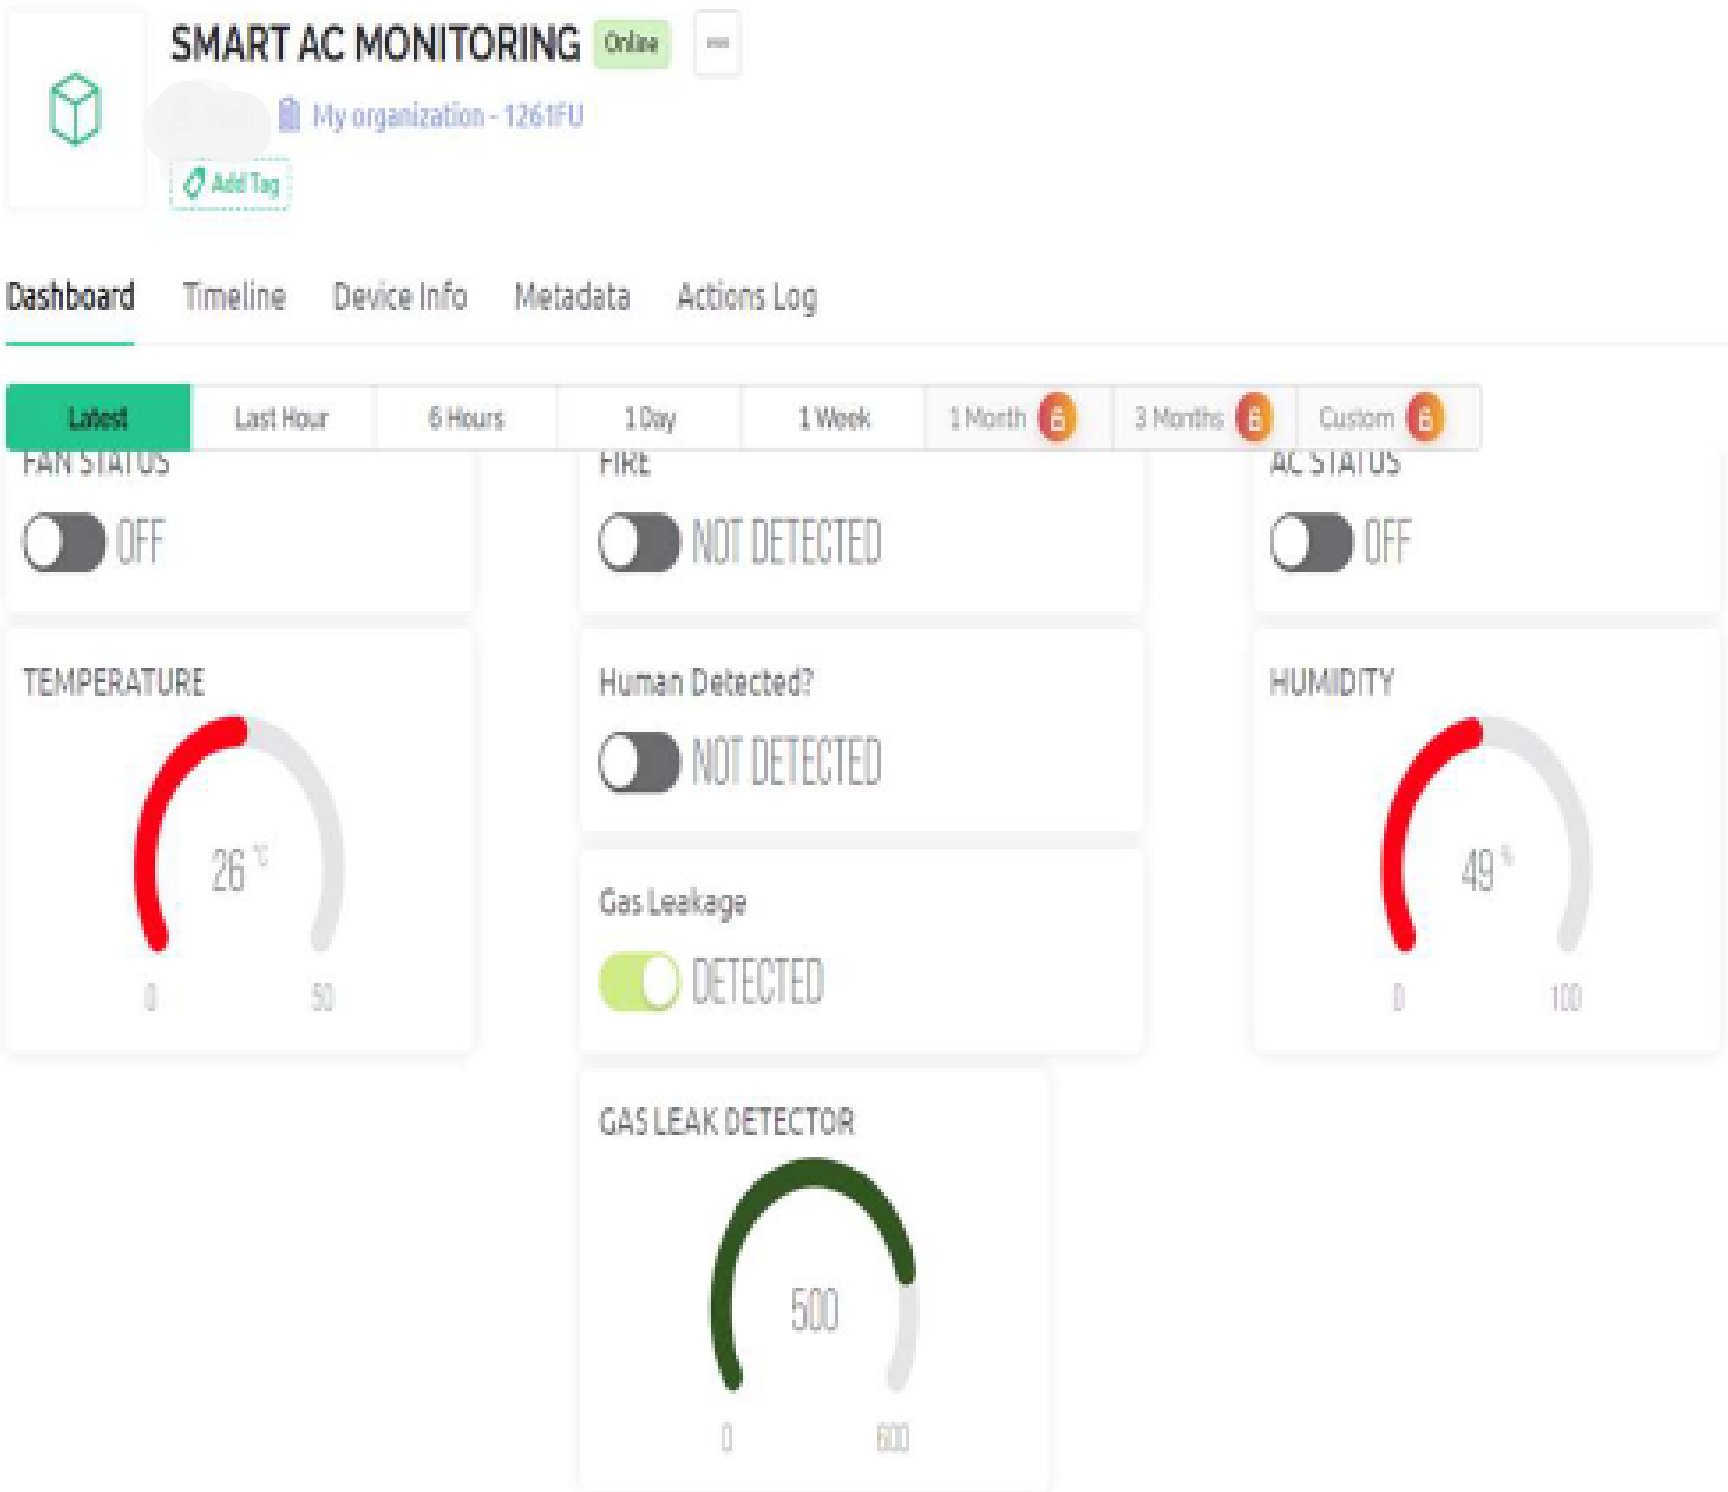 SMART AC MONITORING Online
My organization - 1261FU
Add Tag
Dashboard Timeline Device Info Metadata Actions Log
Latest Last Hour 6 Hours 1 Day 1 Week 1 Month 3 Months Custom
FAN STATUS
OFF
FIRE
NOT DETECTED
AC STATUS
OFF
TEMPERATURE
26 °C
0 50
Human Detected?
NOT DETECTED
Gas Leakage
DETECTED
HUMIDITY
49 %
0 100
GAS LEAK DETECTOR
500
0 600